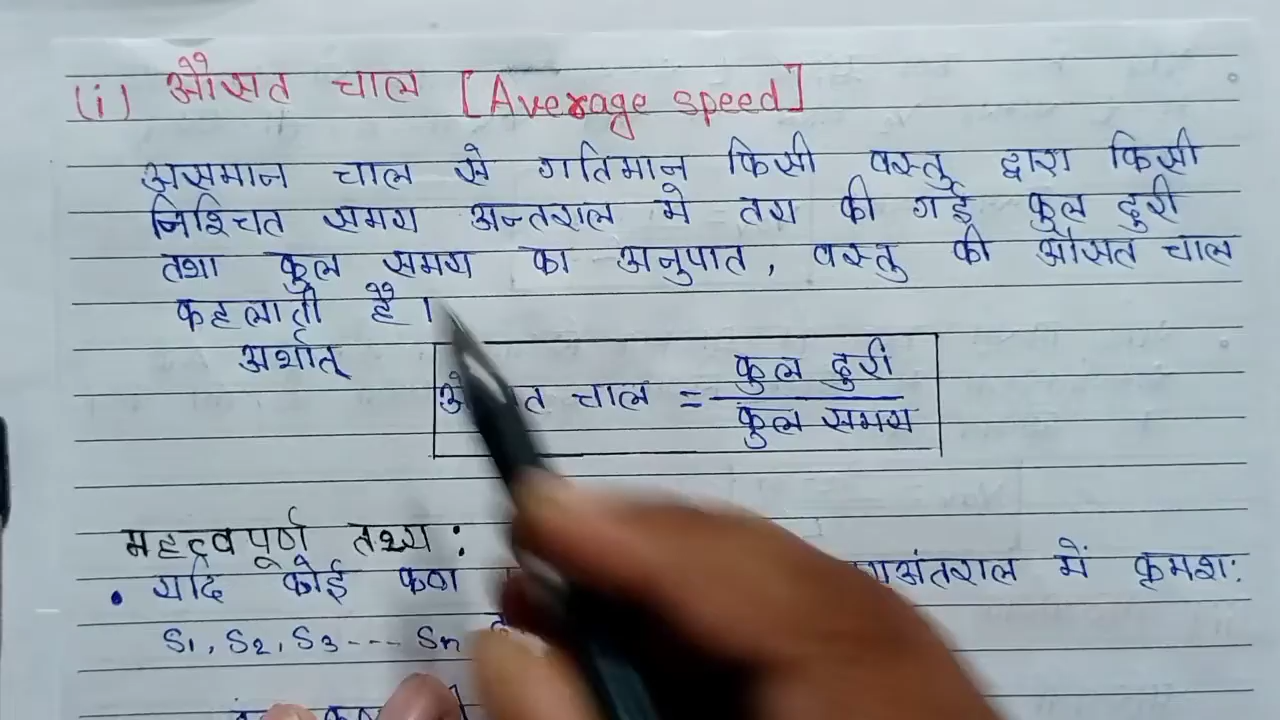 (i) औसत चाल [Average speed]
असमान चाल से गतिमान किसी वस्तु द्वारा किसी
निश्चित समय अन्तराल मे तय की गई कुल दुरी
तथा कुल समय का अनुपात, वस्तु की औसत चाल
कहलाती है ।
अर्थात्
चाल = कुल दुरी
कुल समय
महत्वपूर्ण तथ्य :
• यदि कोई कण में क्रमश:
S1, S2, S3 --- Sn